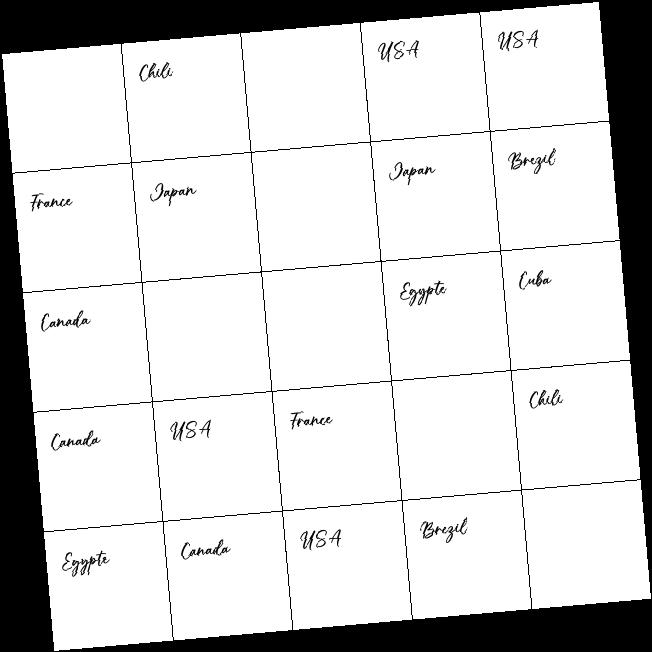 Chili USA USA
France Japan Japan Brezil
Canada Egypte Cuba
Canada USA France Chili
Egypte Canada USA Brezil